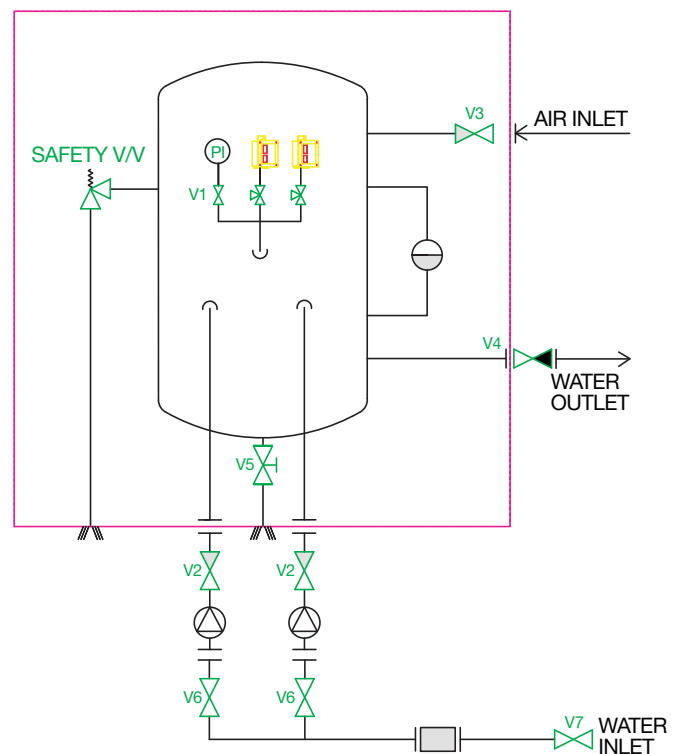 V3
AIR INLET
SAFETY V/V
PI
V1
V4
WATER
OUTLET
V5
V2
V2
V6
V6
V7
WATER
INLET